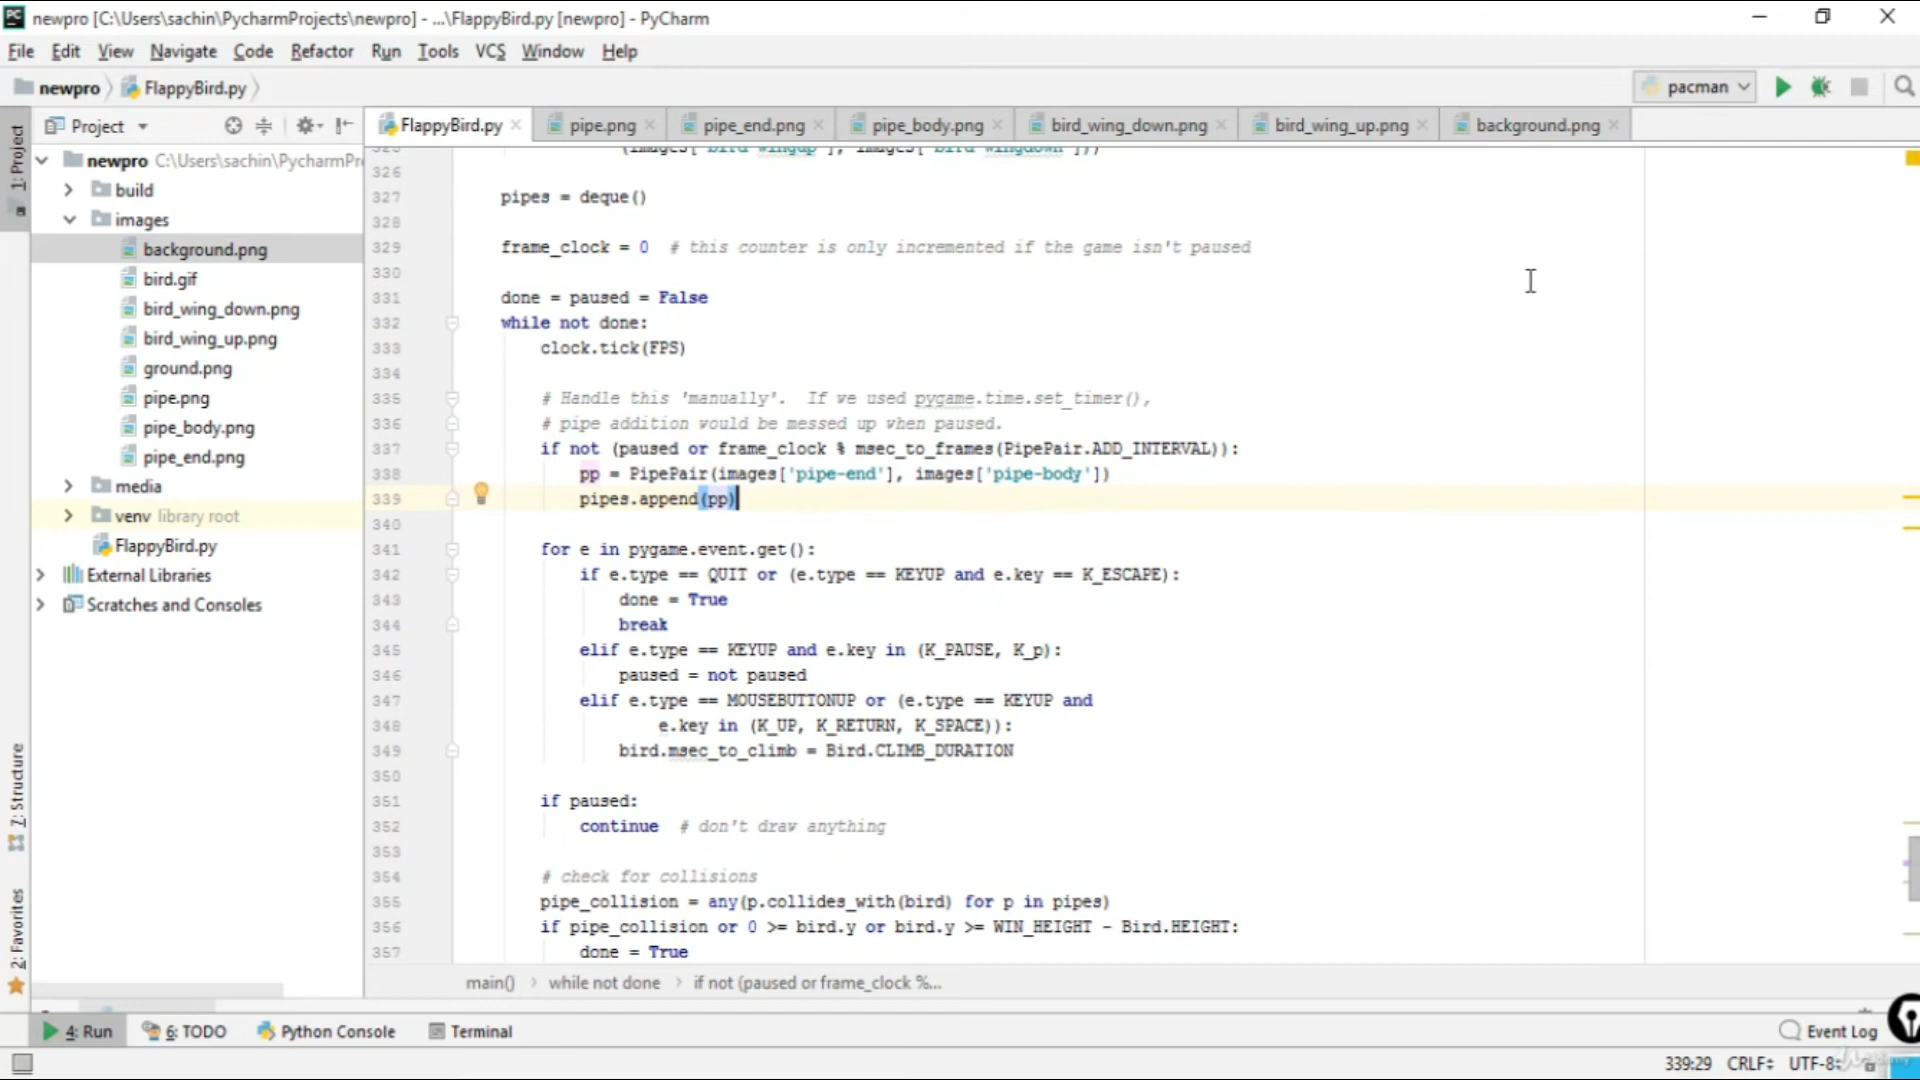 newpro [C:\Users\sachin\PycharmProjects\newpro] - ...\FlappyBird.py [newpro] - PyCharm
File Edit View Navigate Code Refactor Run Tools VCS Window Help
newpro FlappyBird.py pacman
Project FlappyBird.py pipe.png pipe_end.png pipe_body.png bird_wing_down.png bird_wing_up.png background.png
1: Project
7: Structure
2: Favorites
newpro C:\Users\sachin\PycharmPr
build
images
background.png
bird.gif
bird_wing_down.png
bird_wing_up.png
ground.png
pipe.png
pipe_body.png
pipe_end.png
media
venv library root
FlappyBird.py
External Libraries
Scratches and Consoles
326
327 pipes = deque()
328
329 frame_clock = 0 # this counter is only incremented if the game isn't paused
330
331 done = paused = False
332 while not done:
333 clock.tick(FPS)
334
335 # Handle this 'manually'. If we used pygame.time.set_timer(),
336 # pipe addition would be messed up when paused.
337 if not (paused or frame_clock % msec_to_frames(PipePair.ADD_INTERVAL)):
338 pp = PipePair(images['pipe-end'], images['pipe-body'])
339 pipes.append(pp)
340
341 for e in pygame.event.get():
342 if e.type == QUIT or (e.type == KEYUP and e.key == K_ESCAPE):
343 done = True
344 break
345 elif e.type == KEYUP and e.key in (K_PAUSE, K_p):
346 paused = not paused
347 elif e.type == MOUSEBUTTONUP or (e.type == KEYUP and
348 e.key in (K_UP, K_RETURN, K_SPACE)):
349 bird.msec_to_climb = Bird.CLIMB_DURATION
350
351 if paused:
352 continue # don't draw anything
353
354 # check for collisions
355 pipe_collision = any(p.collides_with(bird) for p in pipes)
356 if pipe_collision or 0 >= bird.y or bird.y >= WIN_HEIGHT - Bird.HEIGHT:
357 done = True
main() › while not done › if not (paused or frame_clock %...
4: Run 6: TODO Python Console Terminal Event Log
339:29 CRLF UTF-8